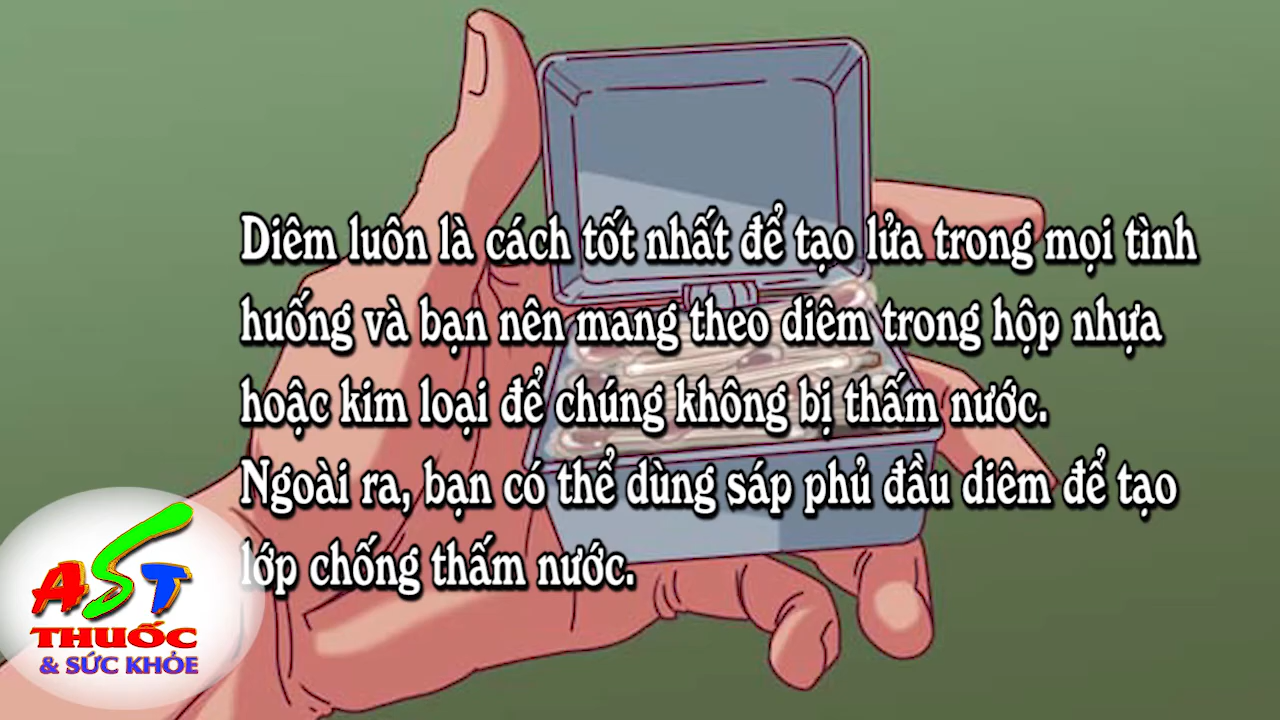 Diêm luôn là cách tốt nhất để tạo lửa trong mọi tình
huống và bạn nên mang theo diêm trong hộp nhựa
hoặc kim loại để chúng không bị thấm nước.
Ngoài ra, bạn có thể dùng sáp phủ đầu diêm để tạo
lớp chống thấm nước.
AST
THUỐC
& SỨC KHỎE